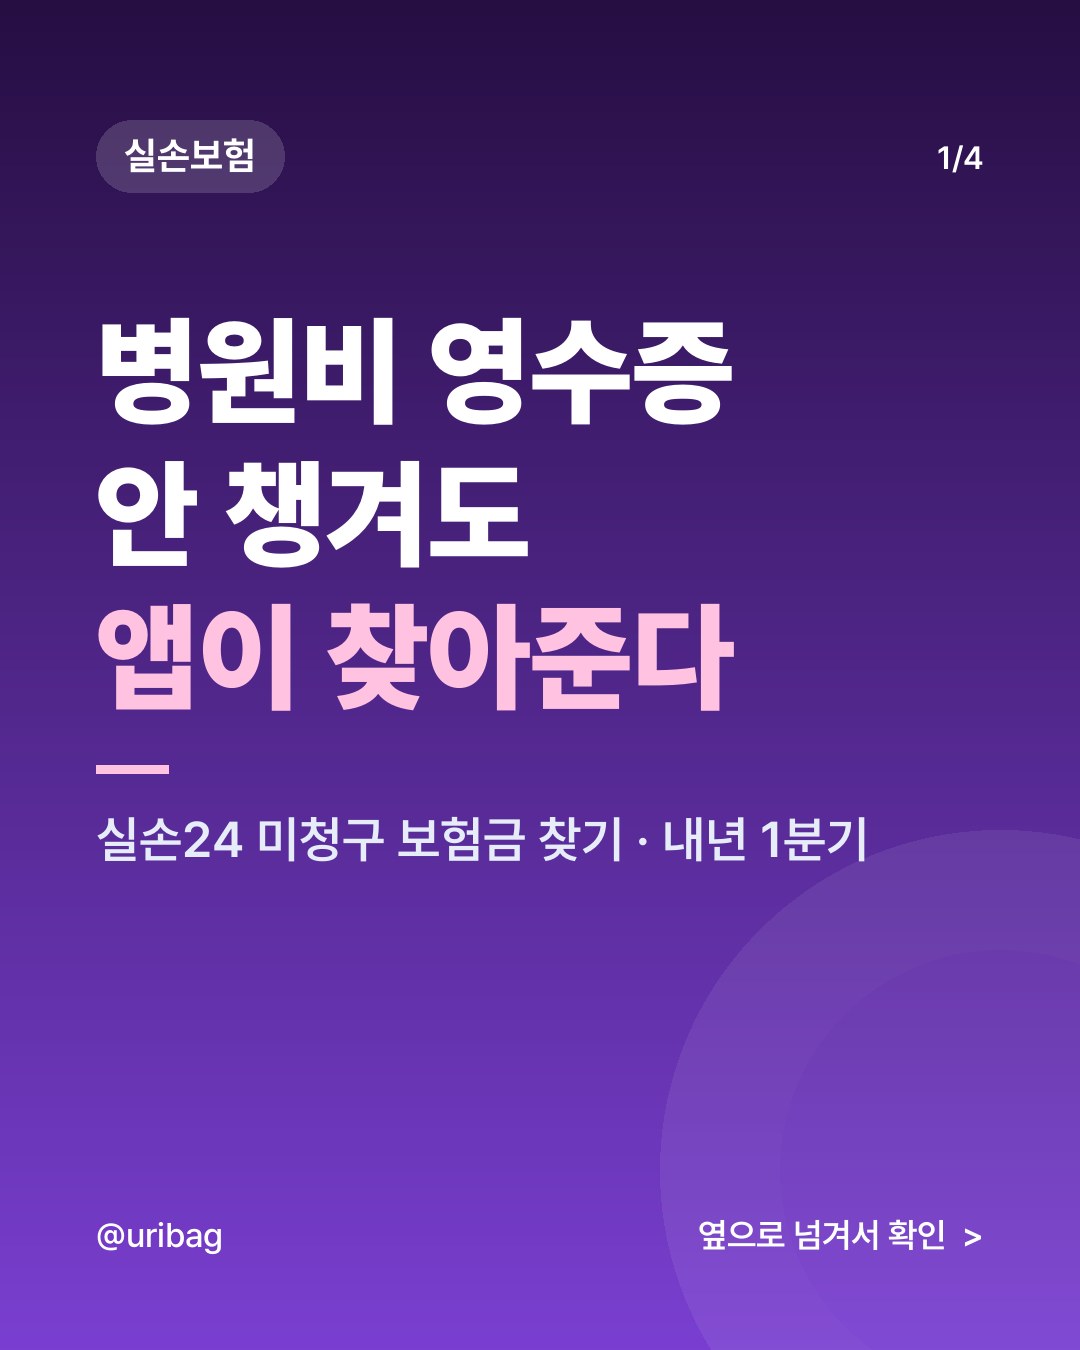 실손보험
1/4
병원비 영수증
안 챙겨도
앱이 찾아준다
실손24 미청구 보험금 찾기 · 내년 1분기
@uribag
옆으로 넘겨서 확인 >